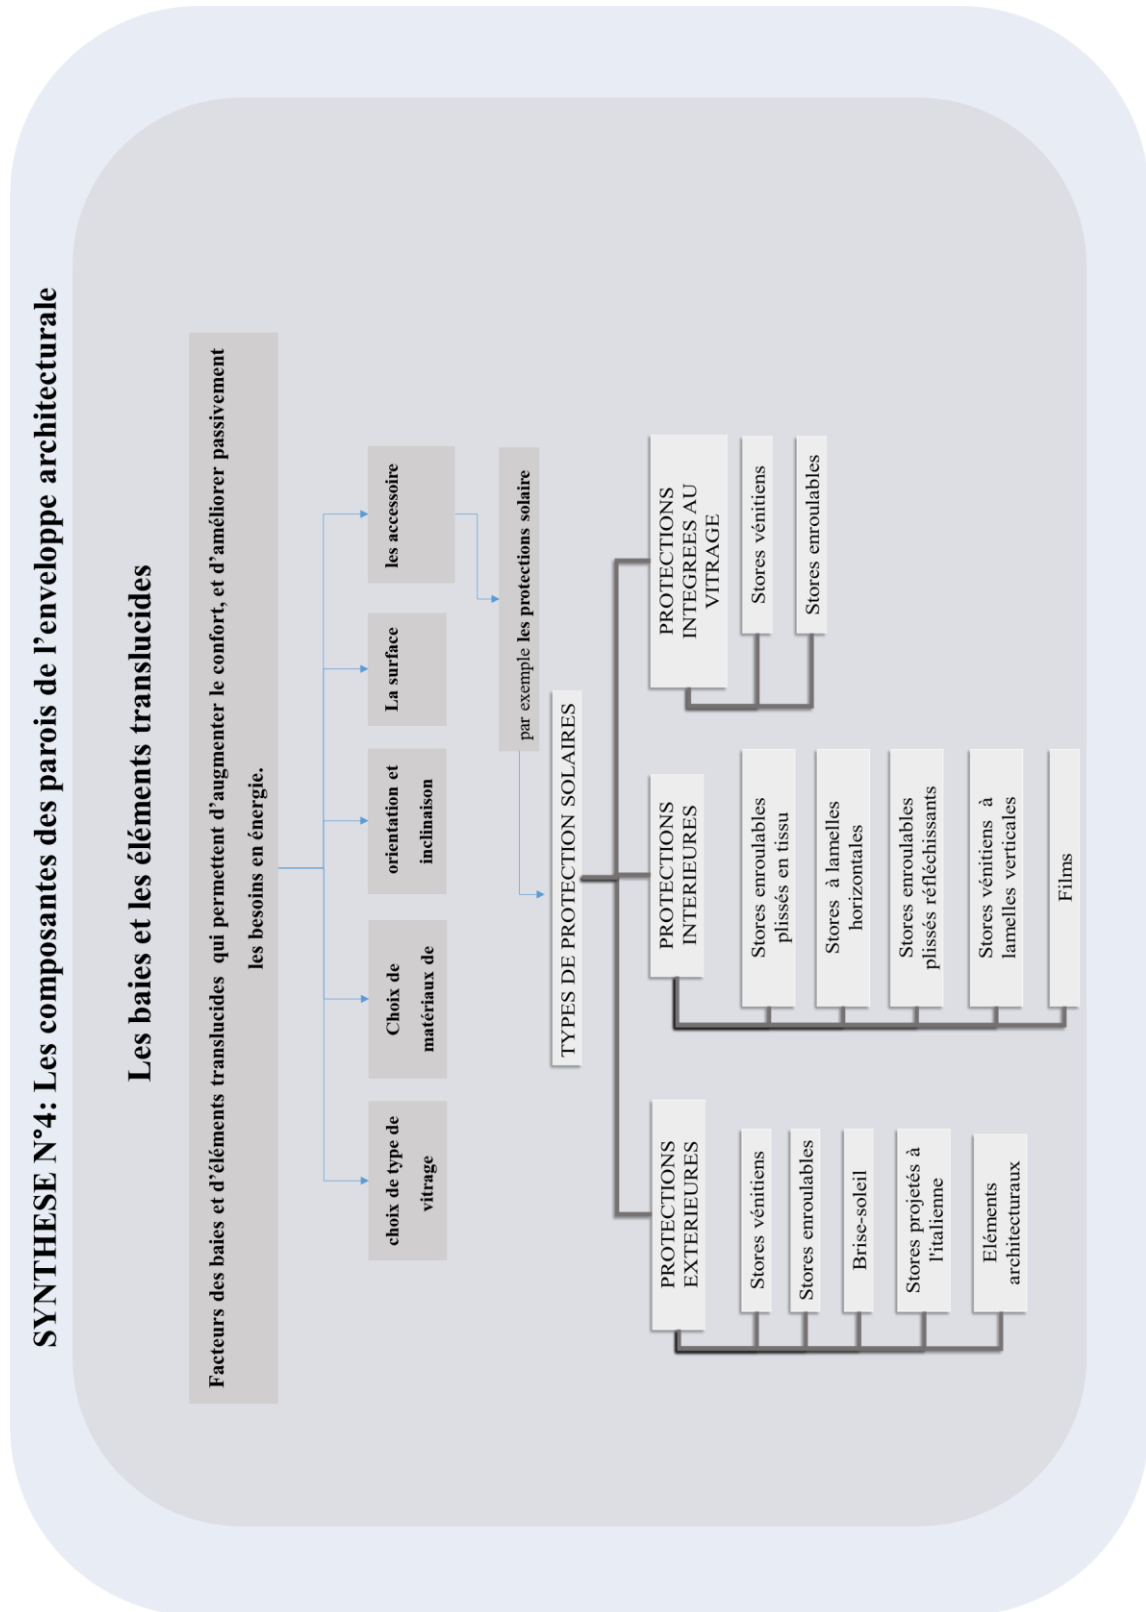 SYNTHESE N°4: Les composantes des parois de l'enveloppe architecturale
Les baies et les éléments translucides
Facteurs des baies et d'éléments translucides qui permettent d'augmenter le confort, et d'améliorer passivement
les besoins en énergie.
choix de type de
vitrage
Choix de
matériaux de
orientation et
inclinaison
La surface
les accessoire
par exemple les protections solaire
TYPES DE PROTECTION SOLAIRES
PROTECTIONS
EXTERIEURES
Stores vénitiens
Stores enroulables
Brise-soleil
Stores projetés à
l'italienne
Eléments
architecturaux
PROTECTIONS
INTERIEURES
Stores enroulables
plissés en tissu
Stores à lamelles
horizontales
Stores enroulables
plissés réfléchissants
Stores vénitiens à
lamelles verticales
Films
PROTECTIONS
INTEGREES AU
VITRAGE
Stores vénitiens
Stores enroulables